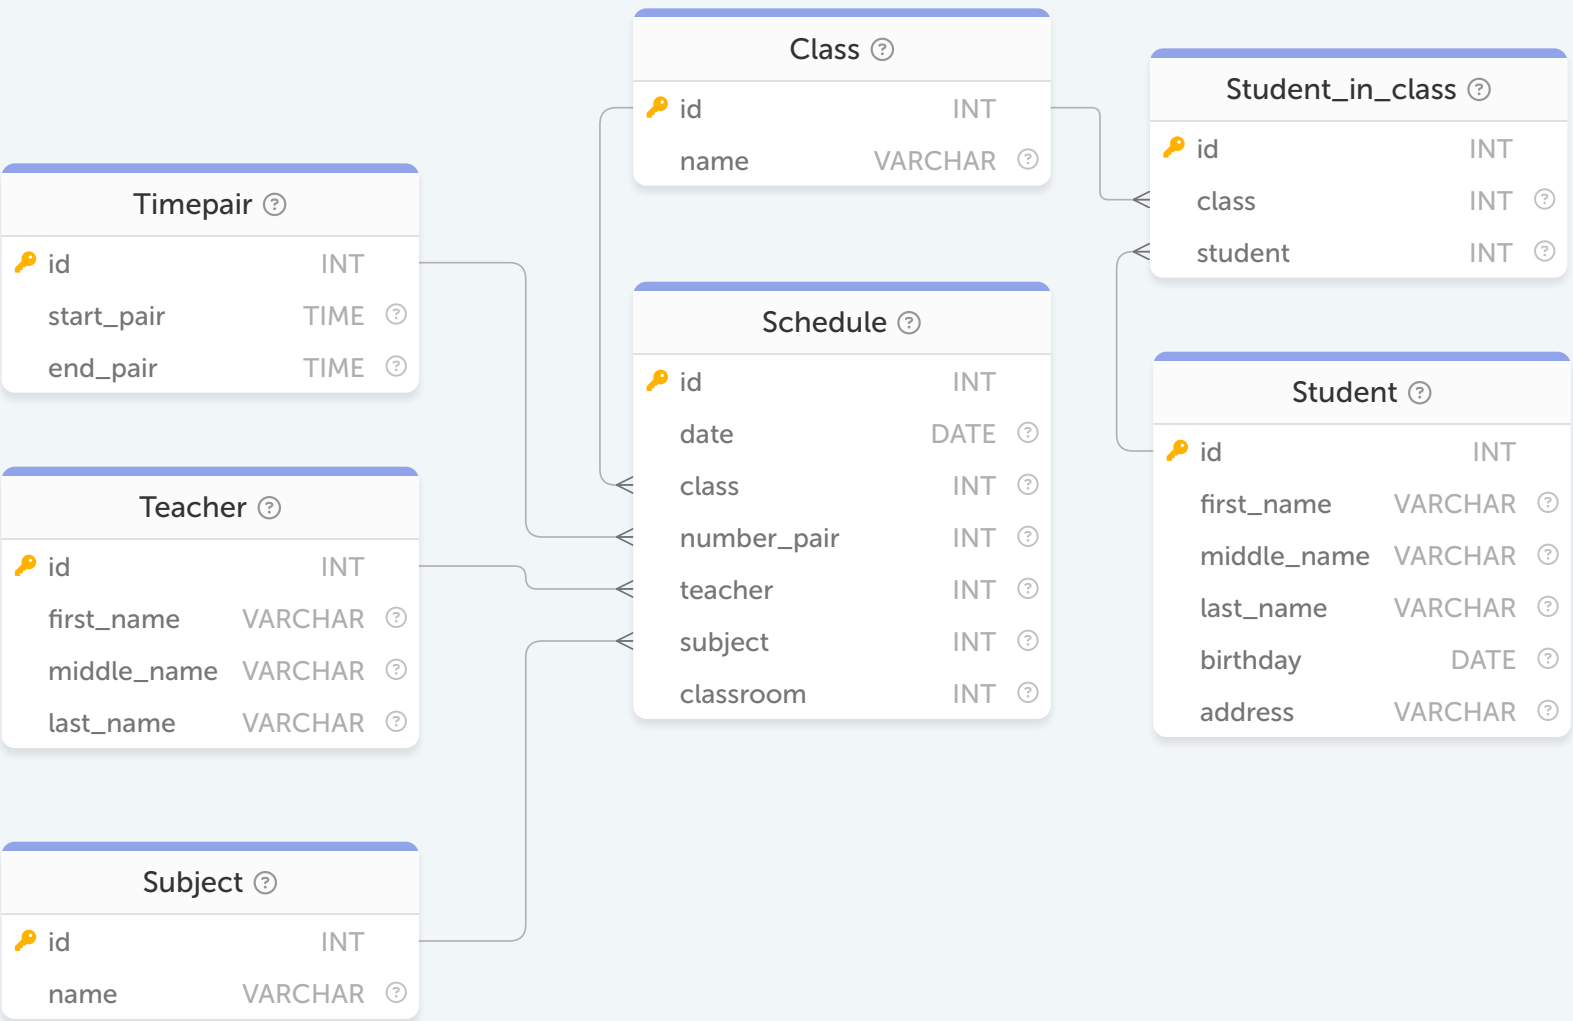 Class
id INT
name VARCHAR
Student_in_class
id INT
class INT
student INT
Timepair
id INT
start_pair TIME
end_pair TIME
Schedule
id INT
date DATE
class INT
number_pair INT
teacher INT
subject INT
classroom INT
Student
id INT
first_name VARCHAR
middle_name VARCHAR
last_name VARCHAR
birthday DATE
address VARCHAR
Teacher
id INT
first_name VARCHAR
middle_name VARCHAR
last_name VARCHAR
Subject
id INT
name VARCHAR